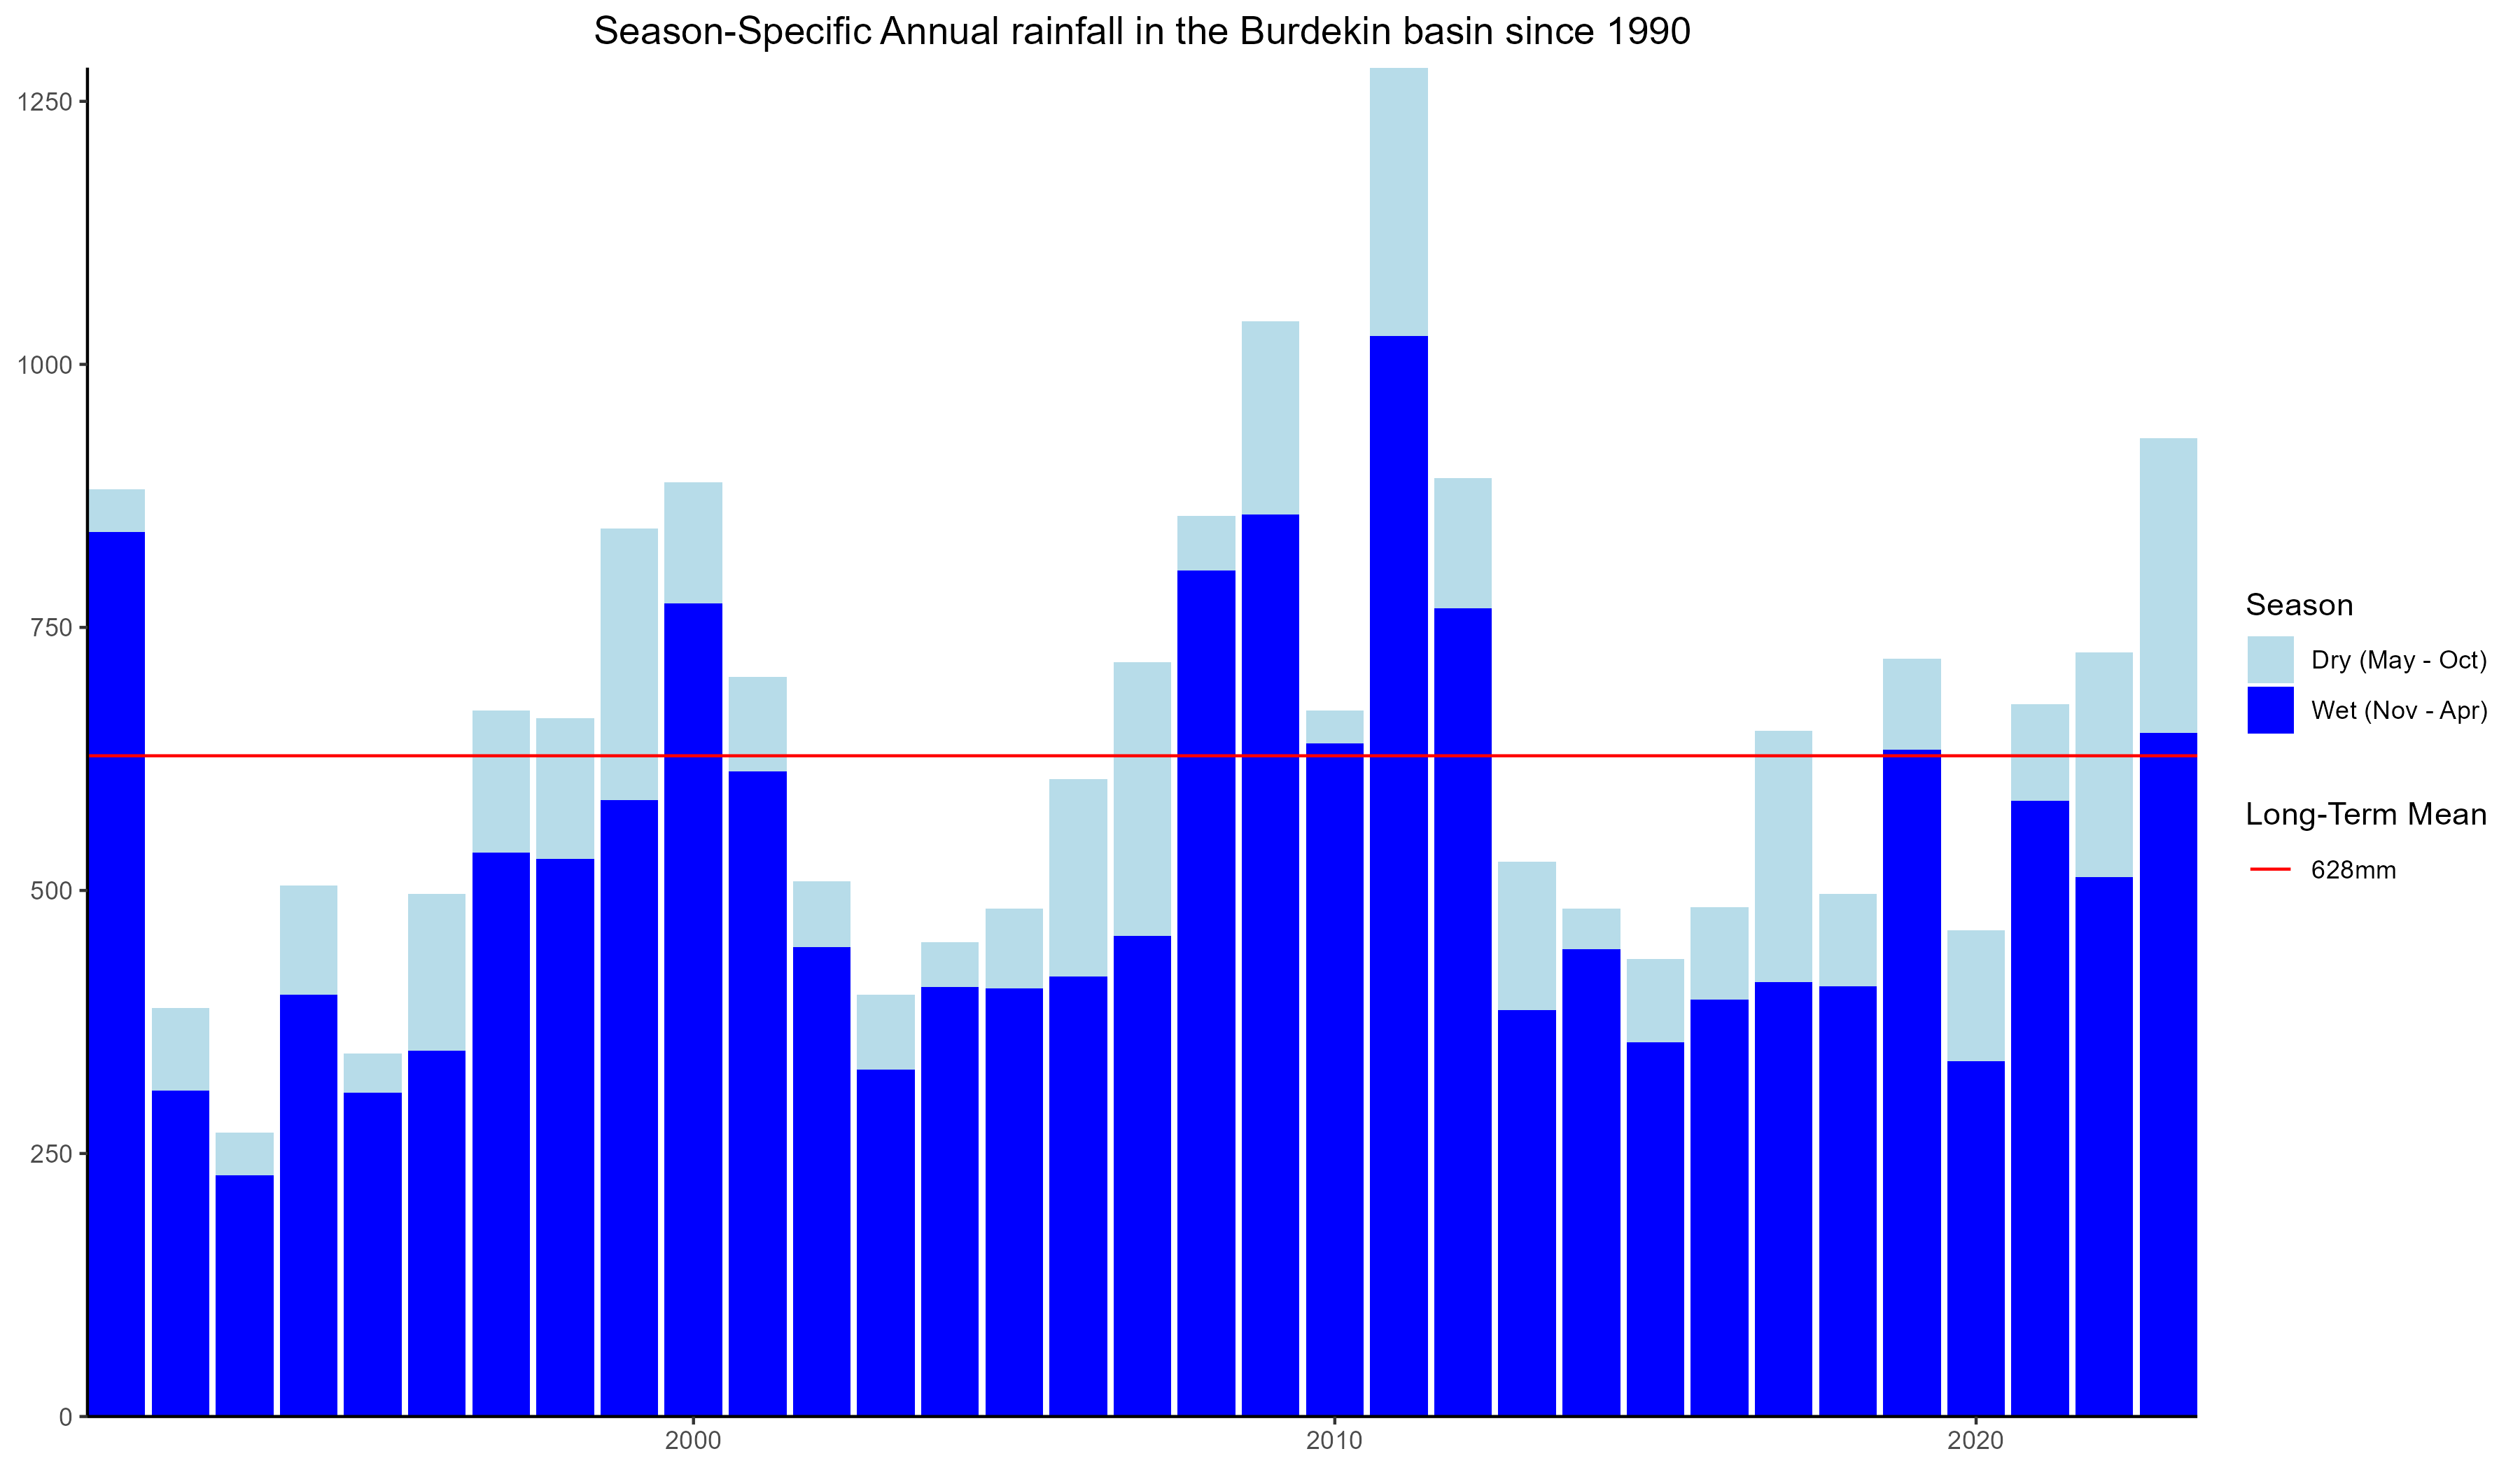 Season-Specific Annual rainfall in the Burdekin basin since 1990
1250
1000
750
500
250
0
2000 2010 2020
Season
Dry (May - Oct)
Wet (Nov - Apr)
Long-Term Mean
628mm